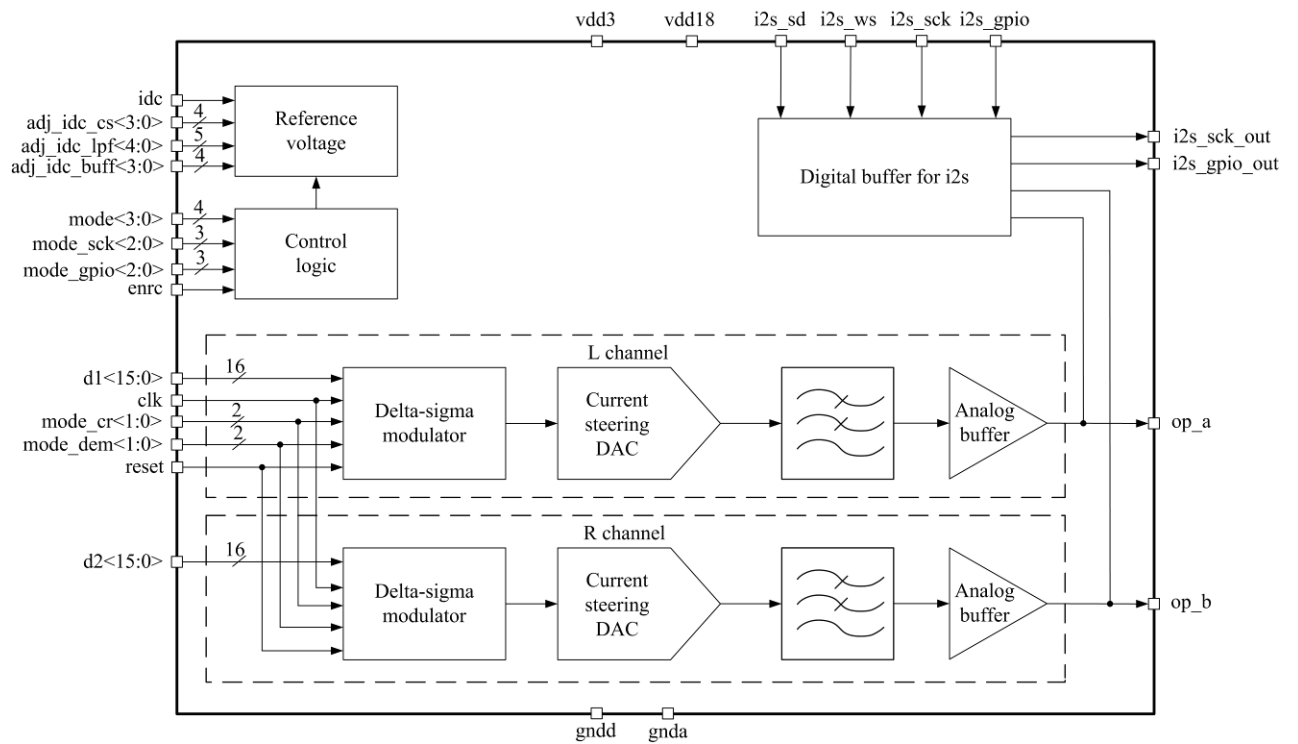 vdd3
vdd18
i2s_sd
i2s_ws
i2s_sck
i2s_gpio
idc
adj_idc_cs<3:0>
4
adj_idc_lpf<4:0>
5
adj_idc_buff<3:0>
4
Reference
voltage
mode<3:0>
4
mode_sck<2:0>
3
mode_gpio<2:0>
3
enrc
Control
logic
Digital buffer for i2s
i2s_sck_out
i2s_gpio_out
L channel
d1<15:0>
16
clk
mode_cr<1:0>
2
mode_dem<1:0>
2
reset
Delta-sigma
modulator
Current
steering
DAC
Analog
buffer
op_a
R channel
d2<15:0>
16
Delta-sigma
modulator
Current
steering
DAC
Analog
buffer
op_b
gndd
gnda